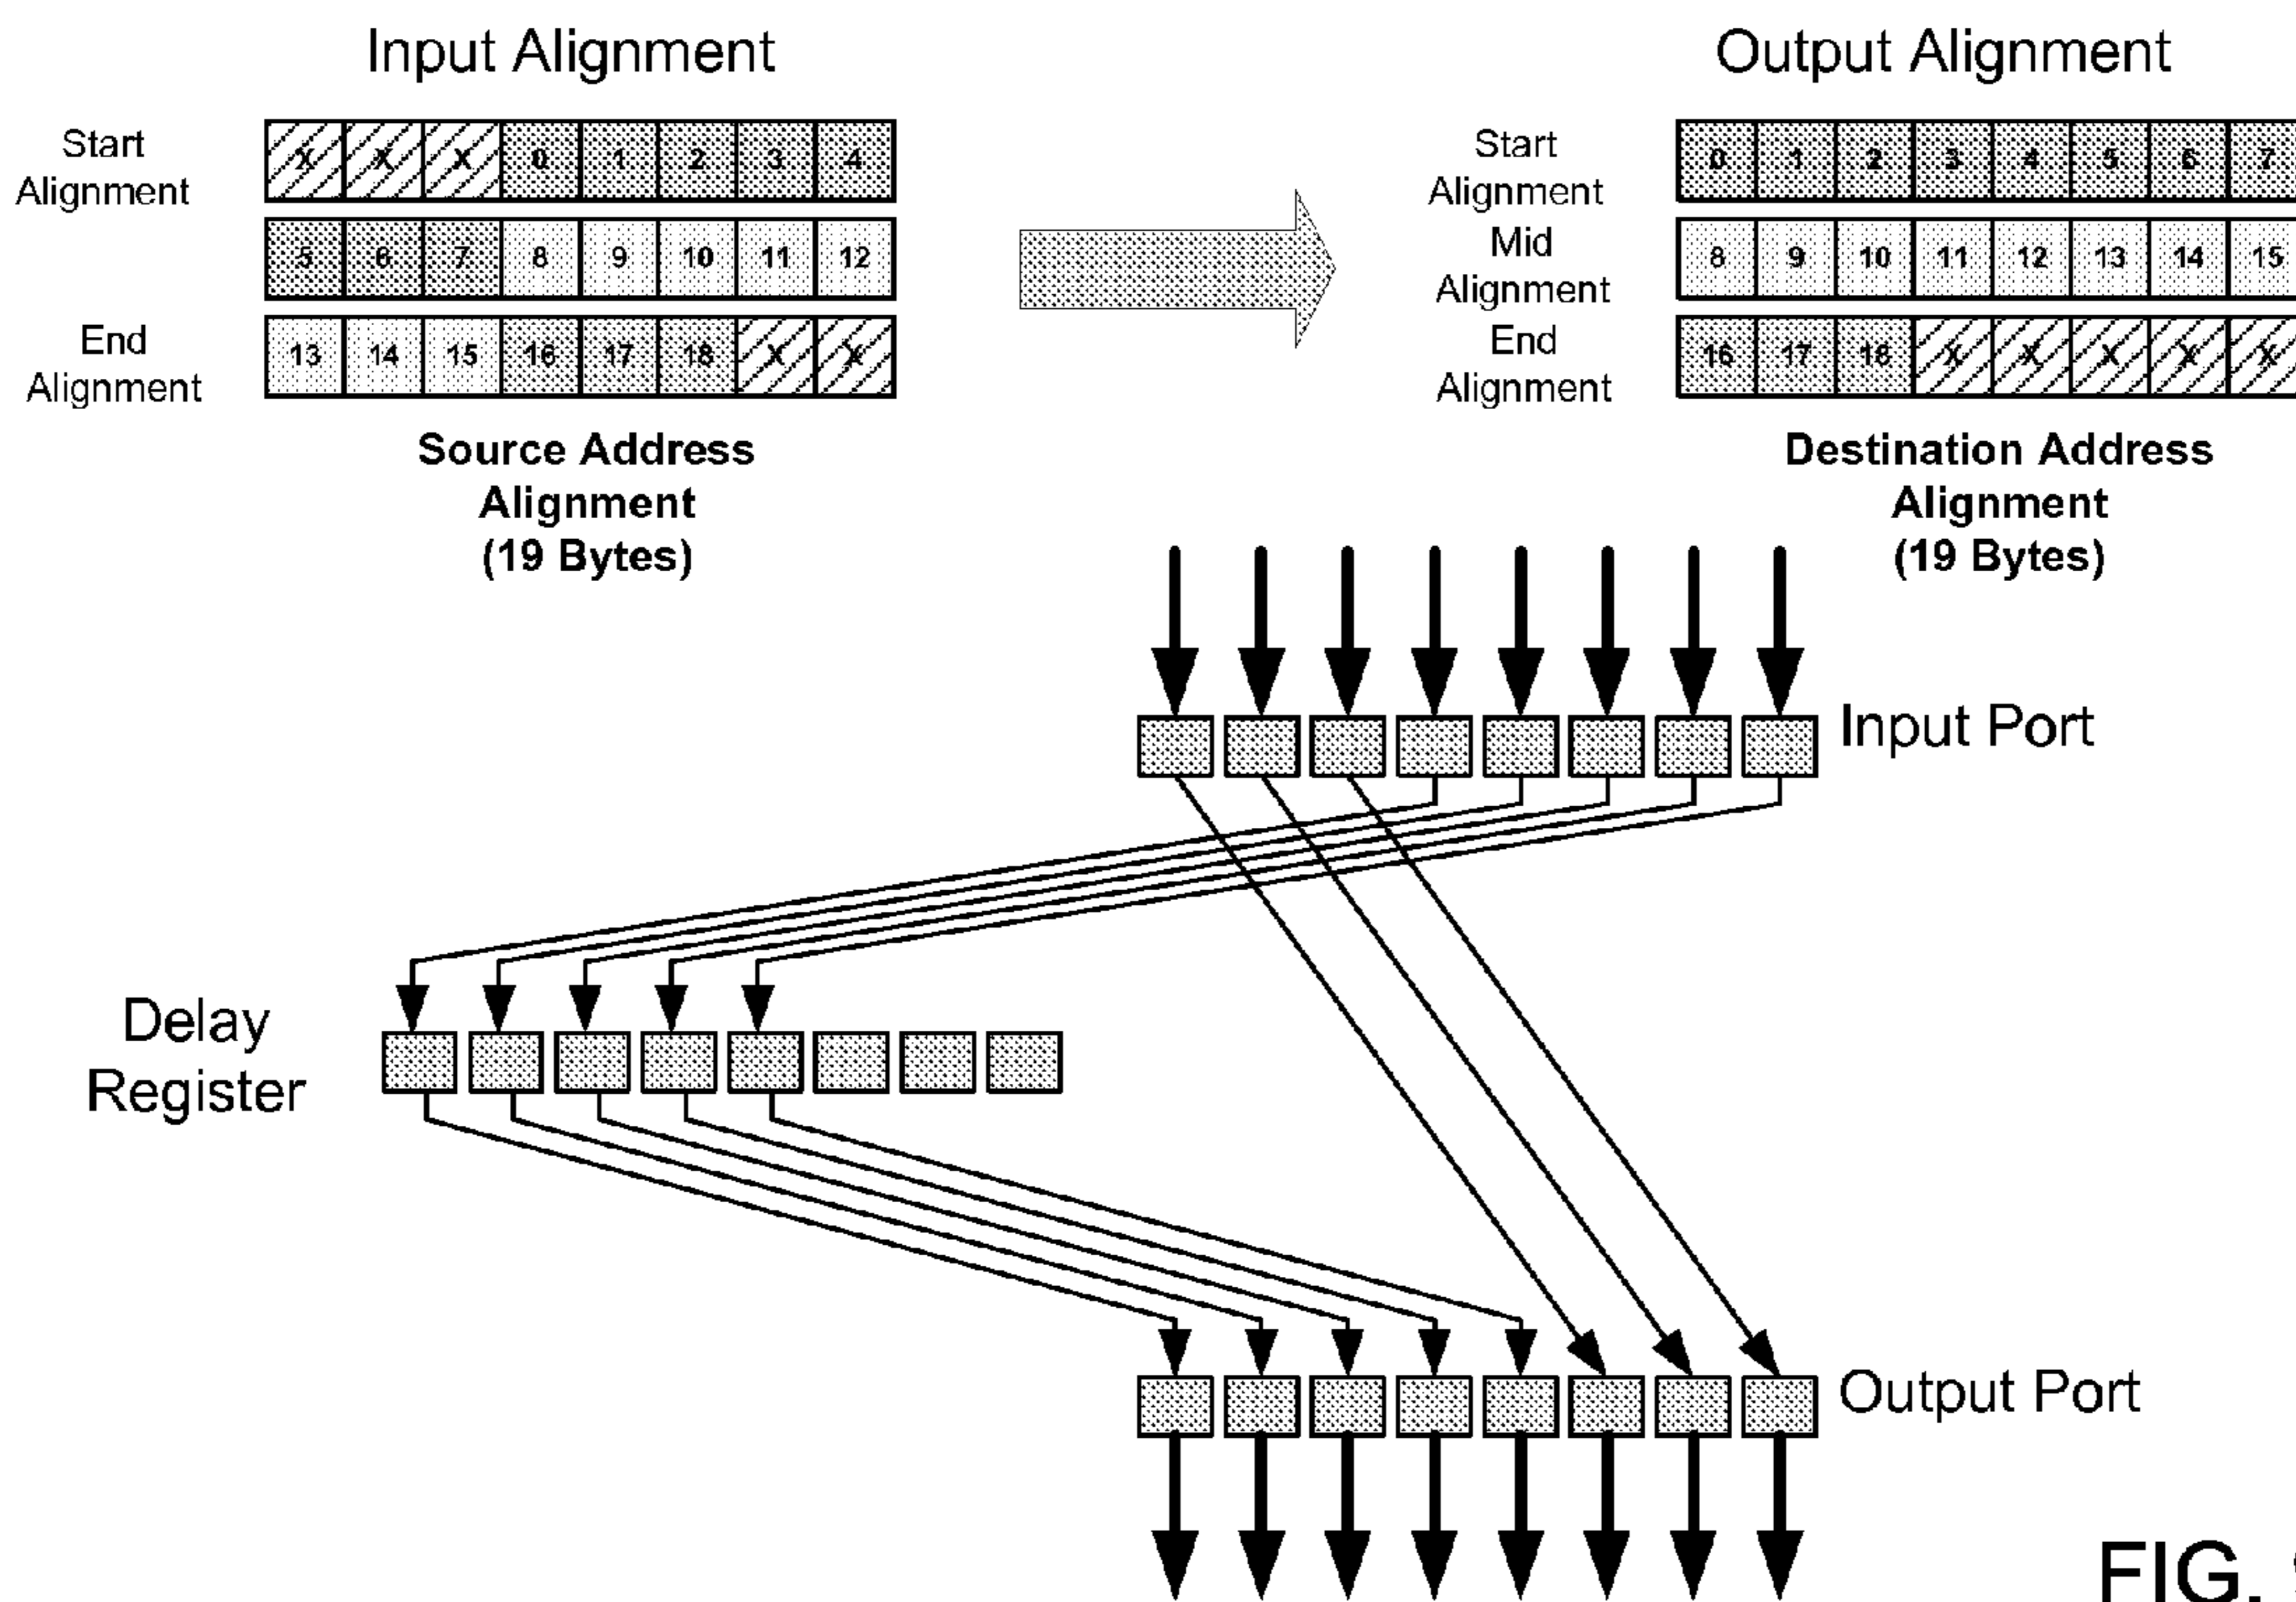 Input Alignment
Output Alignment
Start
Alignment
X X X 0 1 2 3 4
5 6 7 8 9 10 11 12
End
Alignment
13 14 15 16 17 18 X X
Source Address
Alignment
(19 Bytes)
Start
Alignment
0 1 2 3 4 5 6 7
Mid
Alignment
8 9 10 11 12 13 14 15
End
Alignment
16 17 18 X X X X X
Destination Address
Alignment
(19 Bytes)
Input Port
Delay
Register
Output Port
FIG.